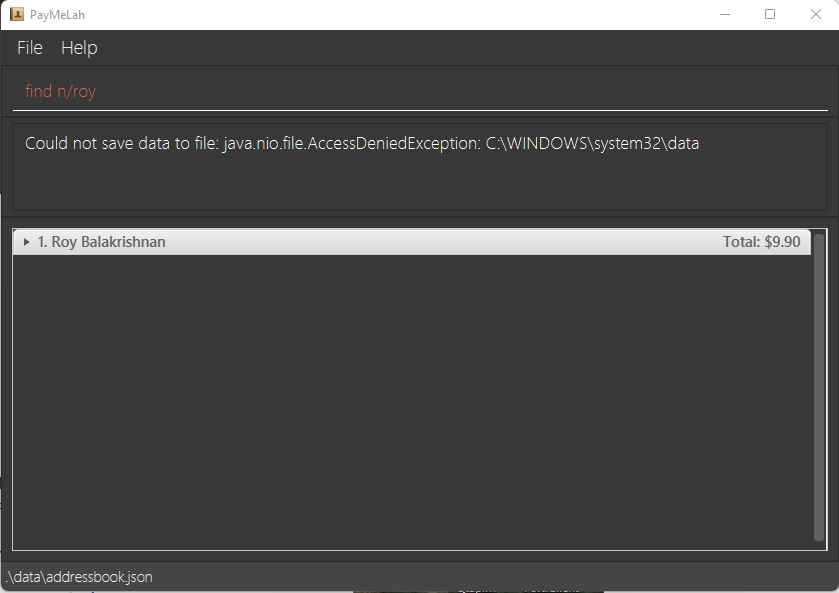 PayMeLah
File Help
find n/roy
Could not save data to file: java.nio.file.AccessDeniedException: C:\WINDOWS\system32\data
1. Roy Balakrishnan Total: $9.90
.\data\addressbook.json